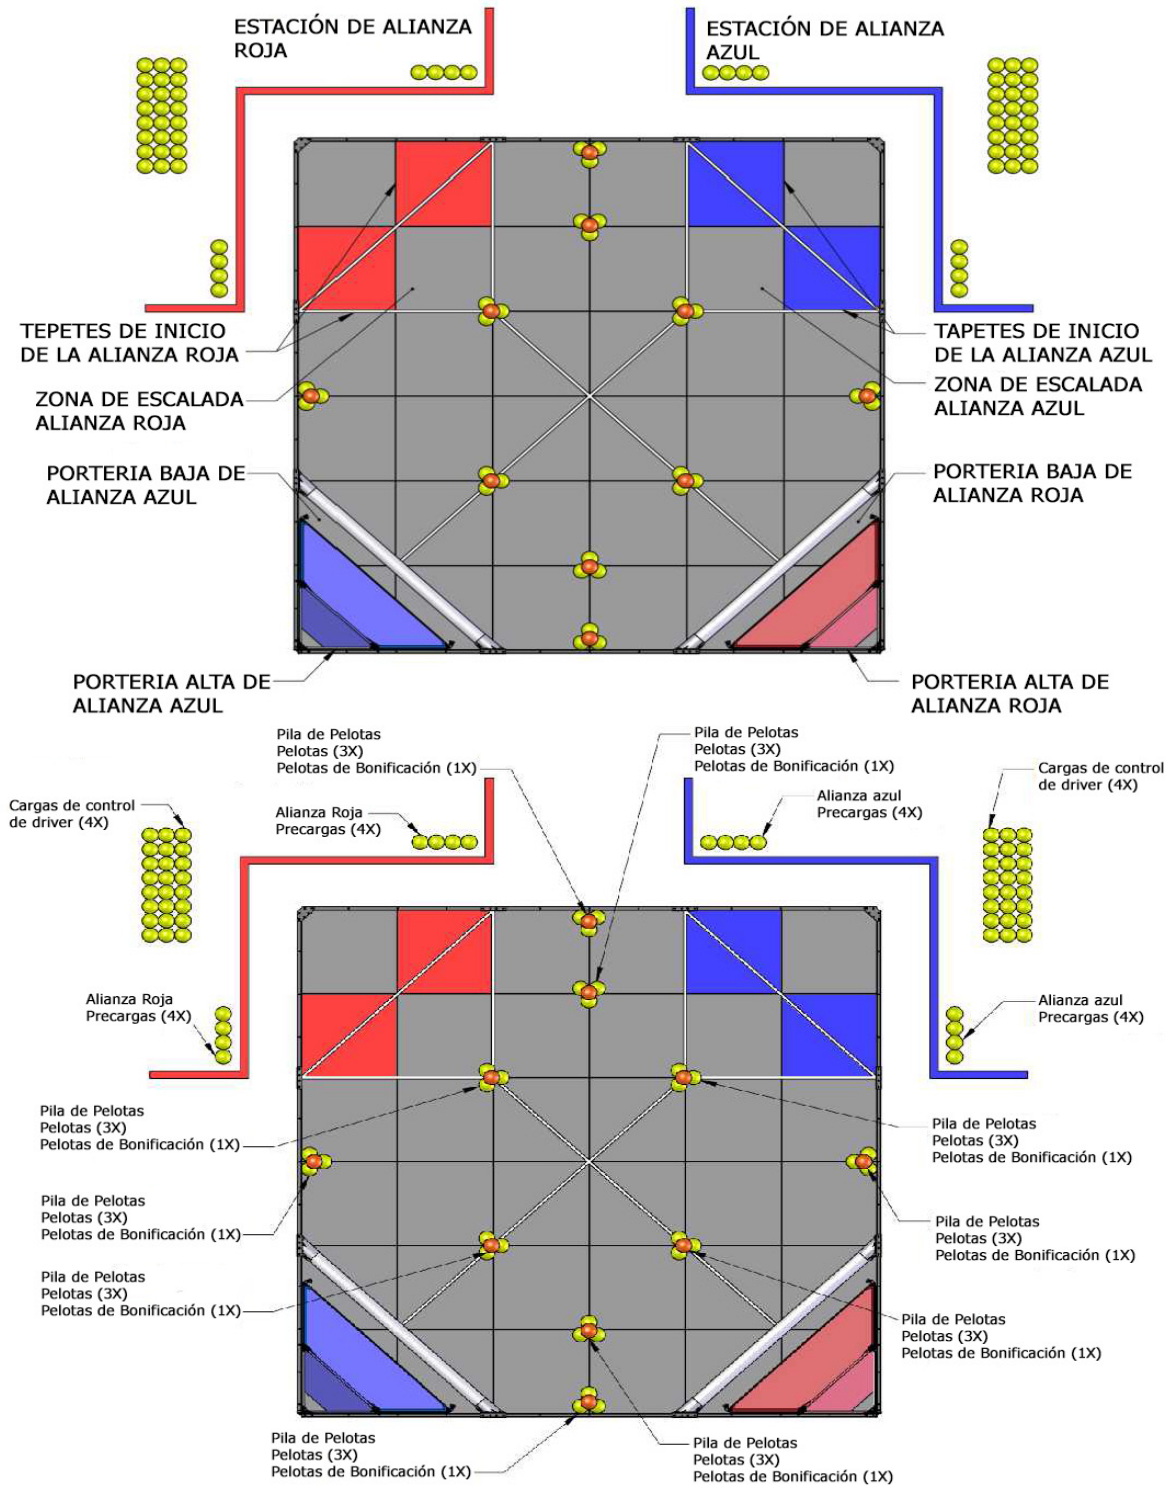 ESTACIÓN DE ALIANZA
ROJA
ESTACIÓN DE ALIANZA
AZUL
TEPETES DE INICIO
DE LA ALIANZA ROJA
TAPETES DE INICIO
DE LA ALIANZA AZUL
ZONA DE ESCALADA
ALIANZA ROJA
ZONA DE ESCALADA
ALIANZA AZUL
PORTERIA BAJA DE
ALIANZA AZUL
PORTERIA BAJA DE
ALIANZA ROJA
PORTERIA ALTA DE
ALIANZA AZUL
PORTERIA ALTA DE
ALIANZA ROJA
Pila de Pelotas
Pelotas (3X)
Pelotas de Bonificación (1X)
Pila de Pelotas
Pelotas (3X)
Pelotas de Bonificación (1X)
Cargas de control
de driver (4X)
Alianza Roja
Precargas (4X)
Alianza azul
Precargas (4X)
Cargas de control
de driver (4X)
Alianza Roja
Precargas (4X)
Alianza azul
Precargas (4X)
Pila de Pelotas
Pelotas (3X)
Pelotas de Bonificación (1X)
Pila de Pelotas
Pelotas (3X)
Pelotas de Bonificación (1X)
Pila de Pelotas
Pelotas (3X)
Pelotas de Bonificación (1X)
Pila de Pelotas
Pelotas (3X)
Pelotas de Bonificación (1X)
Pila de Pelotas
Pelotas (3X)
Pelotas de Bonificación (1X)
Pila de Pelotas
Pelotas (3X)
Pelotas de Bonificación (1X)
Pila de Pelotas
Pelotas (3X)
Pelotas de Bonificación (1X)
Pila de Pelotas
Pelotas (3X)
Pelotas de Bonificación (1X)